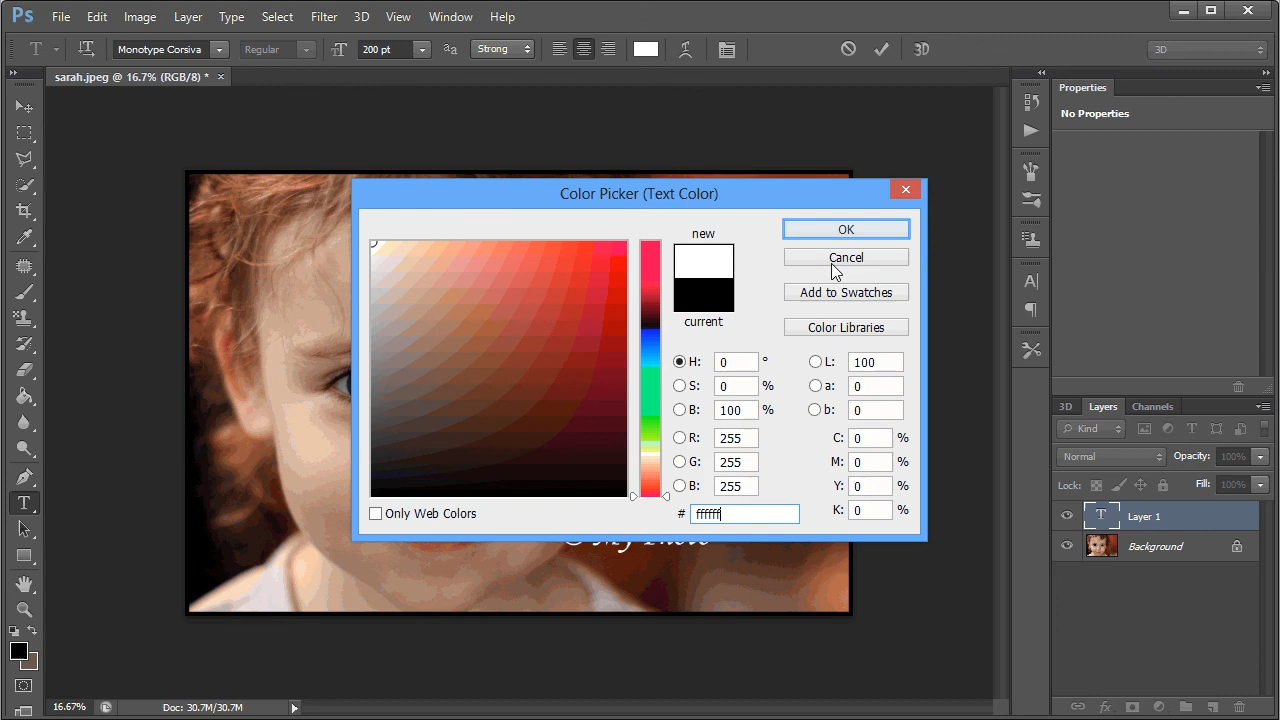 Ps File Edit Image Layer Type Select Filter 3D View Window Help
T Monotype Corsiva Regular 200 pt Strong 3D 3D
sarah.jpeg @ 16.7% (RGB/8) * ×
Properties
No Properties
Color Picker (Text Color)
new
current
OK
Cancel
Add to Swatches
Color Libraries
H: 0 ° L: 100
S: 0 % a: 0
B: 100 % b: 0
R: 255 C: 0 %
G: 255 M: 0 %
B: 255 Y: 0 %
Only Web Colors # ffffff K: 0 %
© My Photo
3D Layers Channels
Kind
Normal Opacity: 100%
Lock: Fill: 100%
T Layer 1
Background
16.67% Doc: 30.7M/30.7M